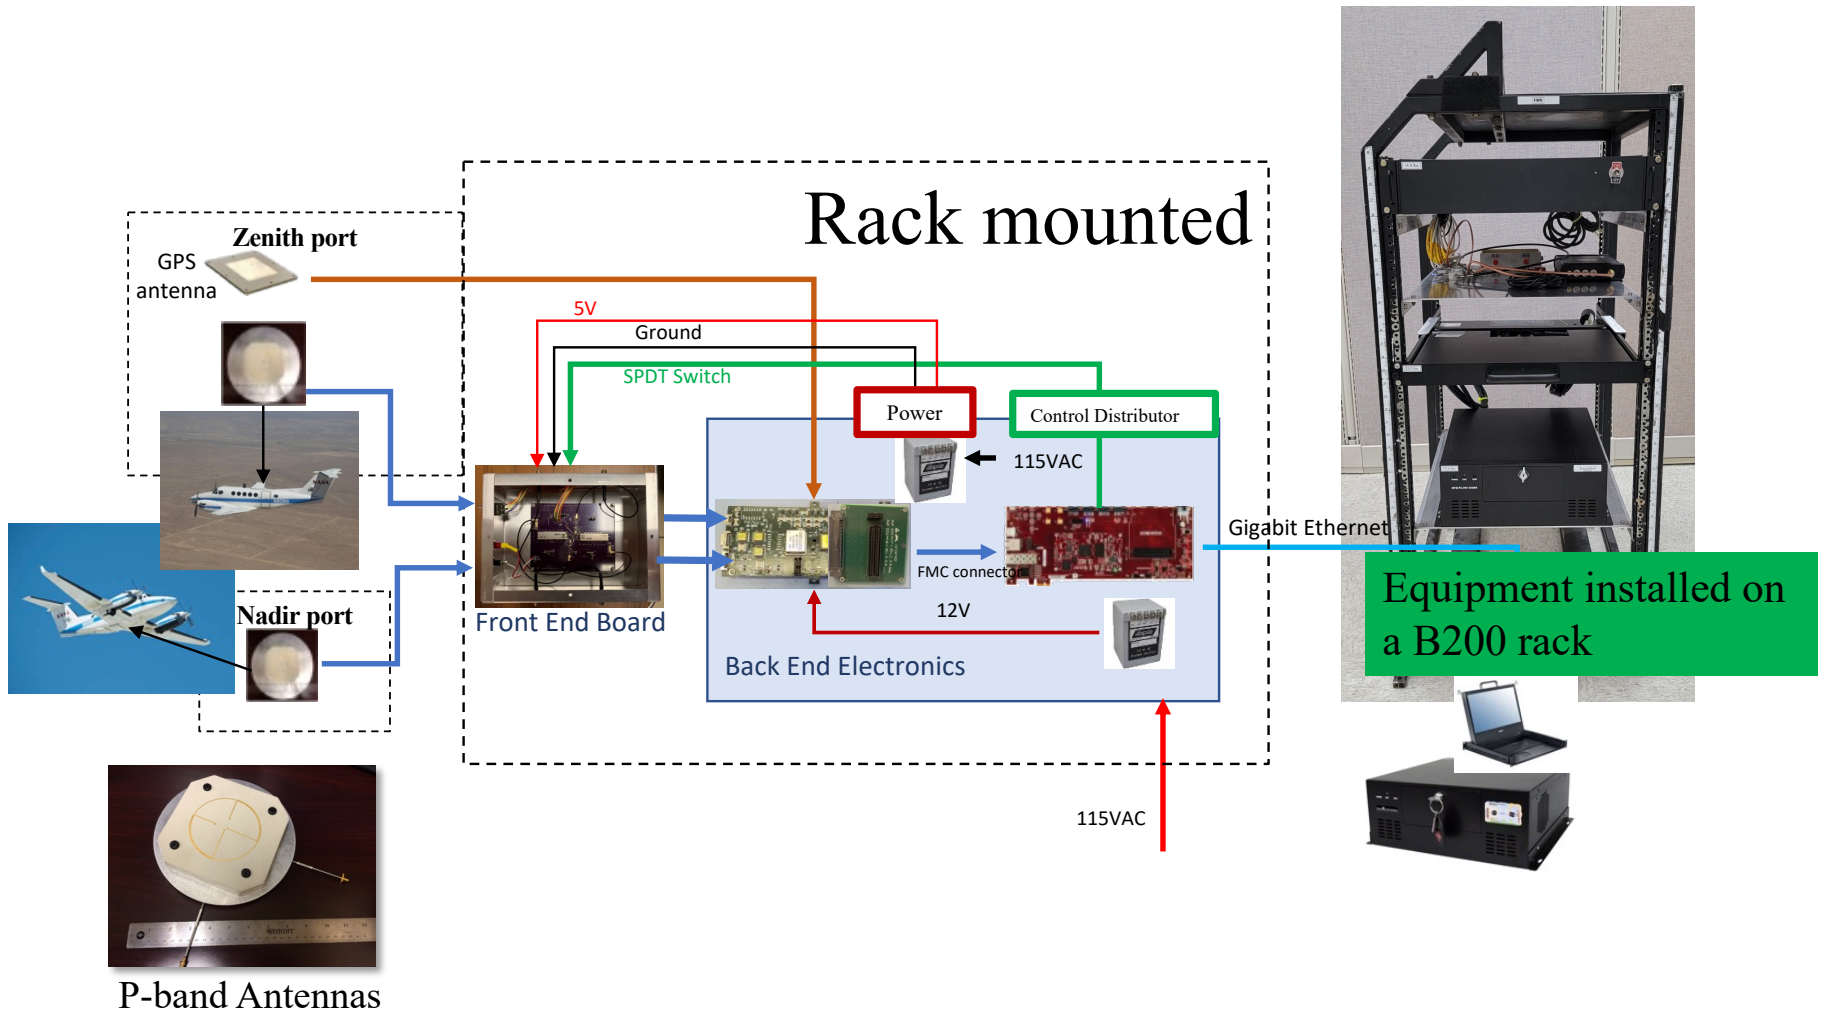 Rack mounted
Zenith port
GPS
antenna
5V
Ground
SPDT Switch
Power
Control Distributor
115VAC
Gigabit Ethernet
FMC connector
12V
Front End Board
Back End Electronics
Nadir port
Equipment installed on
a B200 rack
115VAC
P-band Antennas